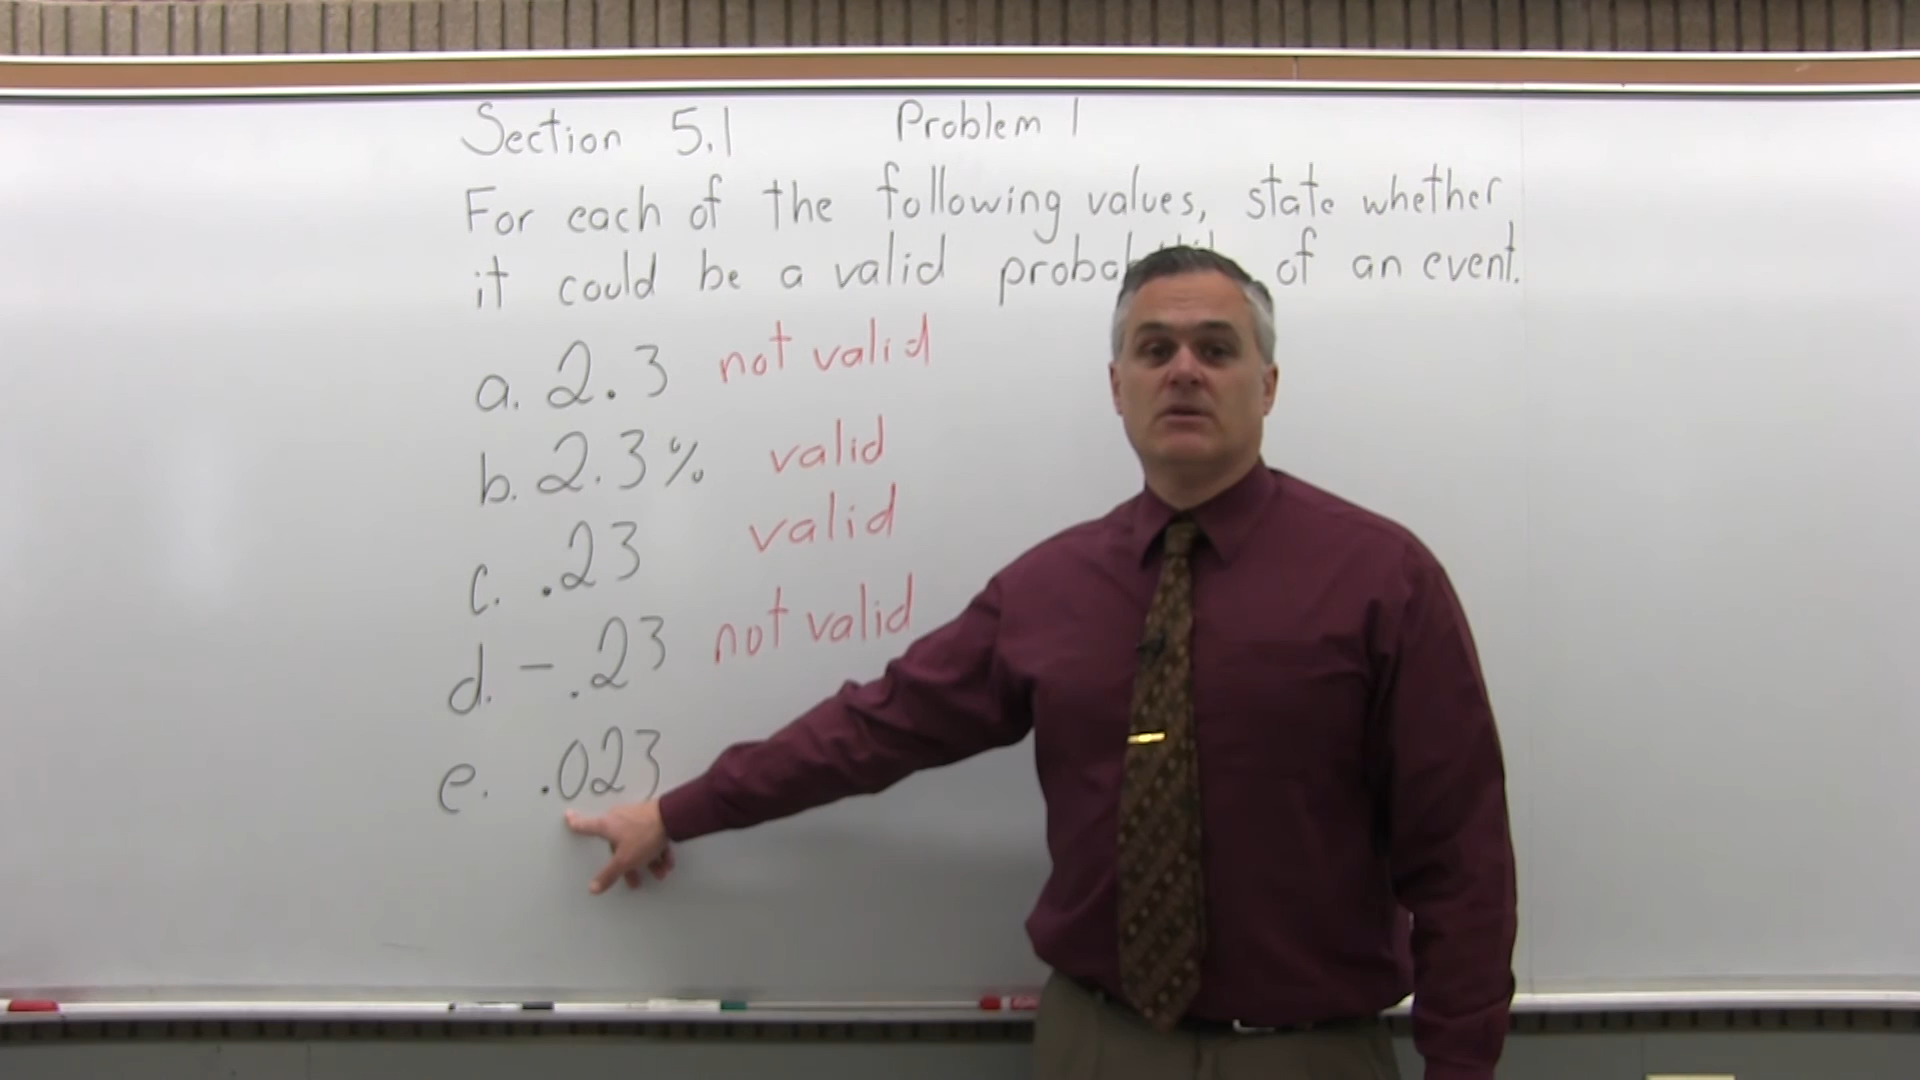 Section 5.1 Problem 1
For each of the following values, state whether
it could be a valid of an event.
a. 2.3 not valid
b. 2.3% valid
c. .23 valid
d. -.23 not valid
e. .023